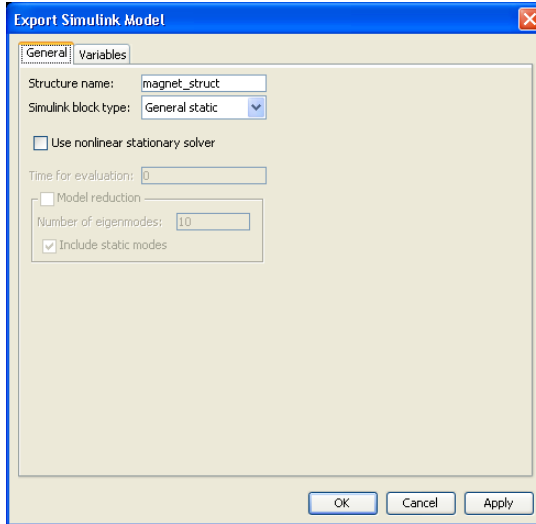 Export Simulink Model
General Variables
Structure name: magnet_struct
Simulink block type: General static
Use nonlinear stationary solver
Time for evaluation: 0
Model reduction
Number of eigenmodes: 10
Include static modes
OK Cancel Apply